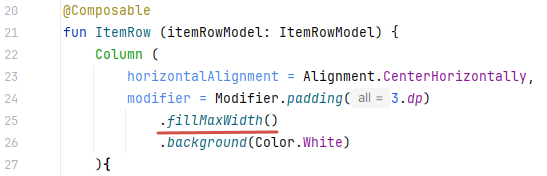 20 @Composable
21 fun ItemRow (itemRowModel: ItemRowModel) {
22 Column (
23 horizontalAlignment = Alignment.CenterHorizontally,
24 modifier = Modifier.padding( all = 3.dp)
25 .fillMaxWidth()
26 .background(Color.White)
27 ){